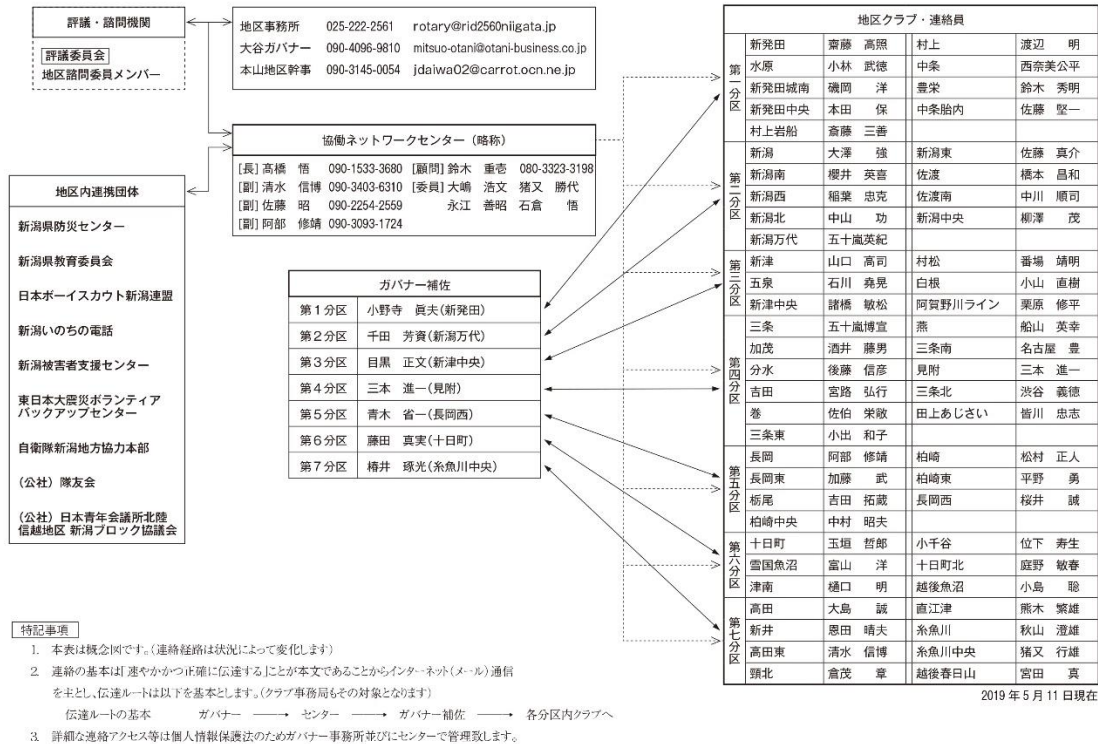 評議・諮問機関
評議委員会
地区諮問委員メンバー
地区事務所 025-222-2561 rotary@rid2560niigata.jp
大谷ガバナー 090-4096-9810 mitsuo-otani@otani-business.co.jp
本山地区幹事 090-3145-0054 jdaiwa02@carrot.ocn.ne.jp
協働ネットワークセンター（略称）
[長] 髙橋 悟 090-1533-3680 [顧問] 鈴木 重壱 080-3323-3198
[副] 清水 信博 090-3403-6310 [委員] 大嶋 浩文 猪又 勝代
[副] 佐藤 昭 090-2254-2559 永江 善昭 石倉 悟
[副] 阿部 修靖 090-3093-1724
地区内連携団体
新潟県防災センター
新潟県教育委員会
日本ボーイスカウト新潟連盟
新潟いのちの電話
新潟被害者支援センター
東日本大震災ボランティア
バックアップセンター
自衛隊新潟地方協力本部
（公社）隊友会
（公社）日本青年会議所北陸
信越地区 新潟ブロック協議会
ガバナー補佐
第１分区 小野寺 眞夫（新発田）
第２分区 千田 芳資（新潟万代）
第３分区 目黒 正文（新津中央）
第４分区 三本 進一（見附）
第５分区 青木 省一（長岡西）
第６分区 藤田 真実（十日町）
第７分区 椿井 琢光（糸魚川中央）
地区クラブ・連絡員
第一分区
新発田 齋藤 高照 村上 渡辺 明
水原 小林 武徳 中条 西奈美公平
新発田城南 磯岡 洋 豊栄 鈴木 秀明
新発田中央 本田 保 中条胎内 佐藤 堅一
村上岩船 斎藤 三善
第二分区
新潟 大澤 強 新潟東 佐藤 真介
新潟南 櫻井 英喜 佐渡 橋本 昌和
新潟西 稲葉 忠克 佐渡南 中川 順司
新潟北 中山 功 新潟中央 柳澤 茂
新潟万代 五十嵐英紀
第三分区
新津 山口 高司 村松 番場 靖明
五泉 石川 堯晃 白根 小山 直樹
新津中央 諸橋 敏松 阿賀野川ライン 栗原 修平
第四分区
三条 五十嵐博宣 燕 船山 英幸
加茂 酒井 藤男 三条南 名古屋 豊
分水 後藤 信彦 見附 三本 進一
吉田 宮路 弘行 三条北 渋谷 義徳
巻 佐伯 栄敞 田上あじさい 皆川 忠志
三条東 小出 和子
第五分区
長岡 阿部 修靖 柏崎 松村 正人
長岡東 加藤 武 柏崎東 平野 勇
栃尾 吉田 拓蔵 長岡西 桜井 誠
柏崎中央 中村 昭夫
第六分区
十日町 玉垣 哲郎 小千谷 位下 寿生
雪国魚沼 富山 洋 十日町北 庭野 敏春
津南 樋口 明 越後魚沼 小島 聡
第七分区
高田 大島 誠 直江津 熊木 繁雄
新井 恩田 晴夫 糸魚川 秋山 澄雄
高田東 清水 信博 糸魚川中央 猪又 行雄
頸北 倉茂 章 越後春日山 宮田 真
2019 年 5 月 11 日現在
特記事項
1. 本表は概念図です。（連絡経路は状況によって変化します）
2. 連絡の基本は「速やかかつ正確に伝達する」ことが本文であることからインターネット（メール）通信
を主とし、伝達ルートは以下を基本とします。（クラブ事務局もその対象となります）
伝達ルートの基本 ガバナー → センター → ガバナー補佐 → 各分区内クラブへ
3. 詳細な連絡アクセス等は個人情報保護法のためガバナー事務所並びにセンターで管理致します。